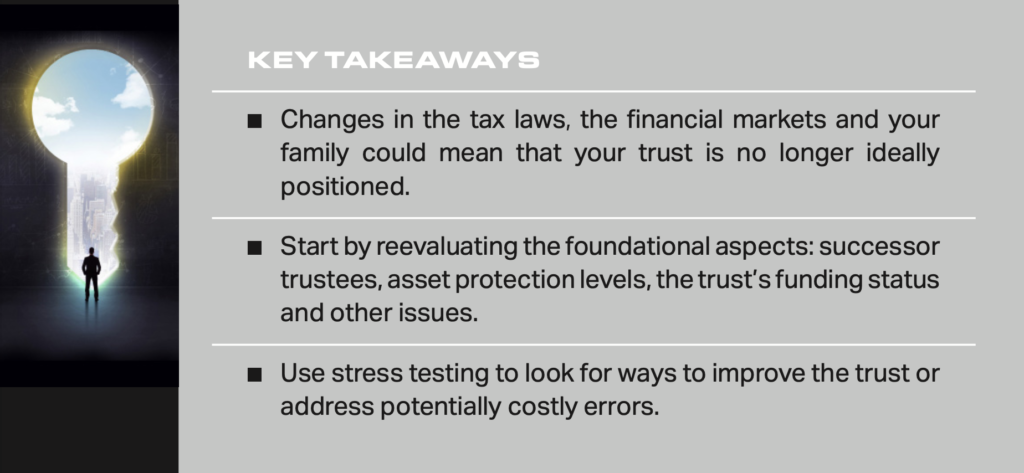 KEY TAKEAWAYS
■ Changes in the tax laws, the financial markets and your
family could mean that your trust is no longer ideally
positioned.
■ Start by reevaluating the foundational aspects: successor
trustees, asset protection levels, the trust’s funding status
and other issues.
■ Use stress testing to look for ways to improve the trust or
address potentially costly errors.